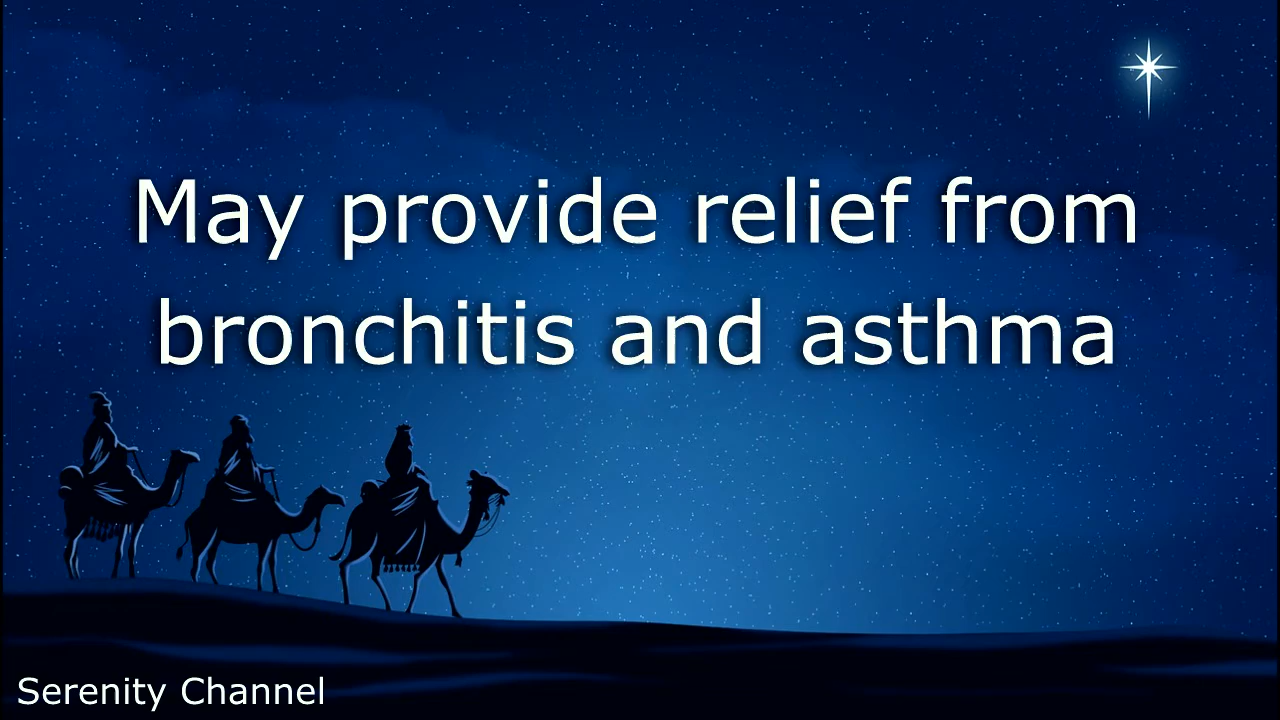 May provide relief from
bronchitis and asthma
Serenity Channel